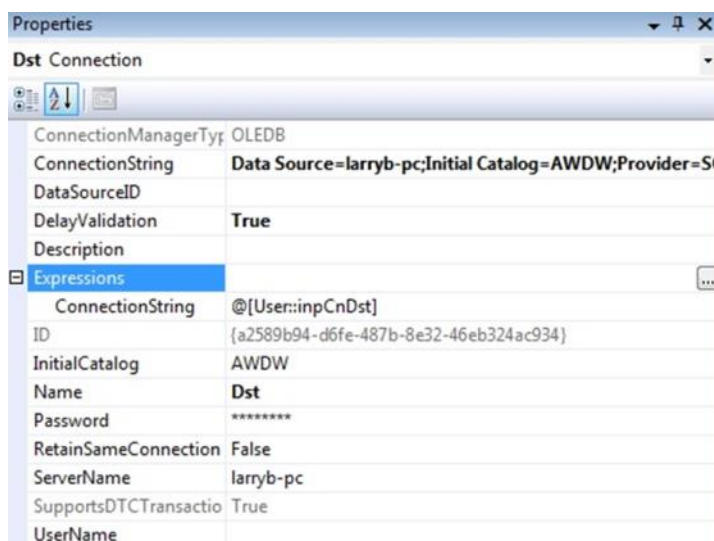 Properties
Dst Connection
ConnectionManagerTyp OLEDB
ConnectionString Data Source=larryb-pc;Initial Catalog=AWDW;Provider=S
DataSourceID
DelayValidation True
Description
Expressions ...
ConnectionString @[User::inpCnDst]
ID {a2589b94-d6fe-487b-8e32-46eb324ac934}
InitialCatalog AWDW
Name Dst
Password ********
RetainSameConnection False
ServerName larryb-pc
SupportsDTCTransactio True
UserName